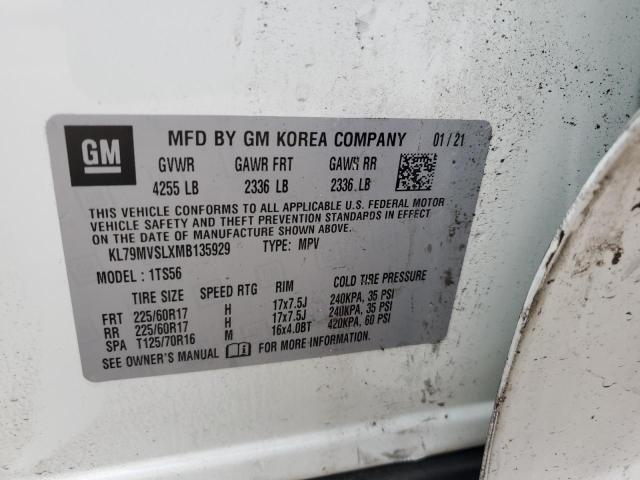 GM MFD BY GM KOREA COMPANY 01/21
GVWR GAWR FRT GAWR RR
4255 LB 2336 LB 2336 LB
THIS VEHICLE CONFORMS TO ALL APPLICABLE U.S. FEDERAL MOTOR
VEHICLE SAFETY AND THEFT PREVENTION STANDARDS IN EFFECT
ON THE DATE OF MANUFACTURE SHOWN ABOVE.
KL79MVSLXMB135929 TYPE: MPV
MODEL: 1TS56
TIRE SIZE SPEED RTG RIM COLD TIRE PRESSURE
FRT 225/60R17 H 17x7.5J 240KPA, 35 PSI
RR 225/60R17 H 17x7.5J 240KPA, 35 PSI
SPA T125/70R16 M 16x4.0BT 420KPA, 60 PSI
SEE OWNER'S MANUAL FOR MORE INFORMATION.